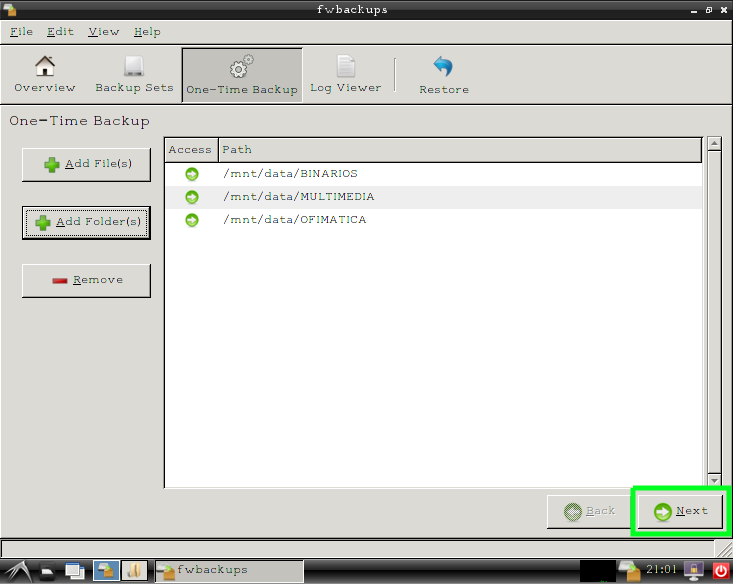 fwbackups
File Edit View Help
Overview Backup Sets One-Time Backup Log Viewer Restore
One-Time Backup
Access Path
Add File(s)
/mnt/data/BINARIOS
/mnt/data/MULTIMEDIA
Add Folder(s)
/mnt/data/OFIMATICA
Remove
Back Next
fwbackups 21:01